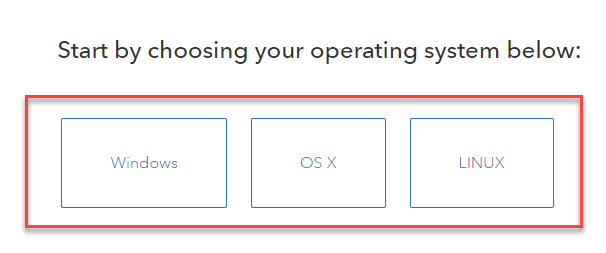 Start by choosing your operating system below:
Windows OS X LINUX